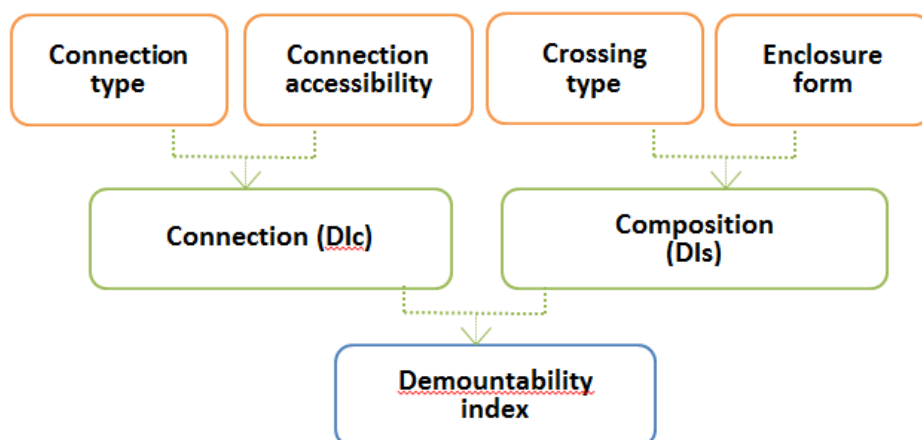 Connection
type
Connection
accessibility
Crossing
type
Enclosure
form
Connection (DIc)
Composition
(DIs)
Demountability
index